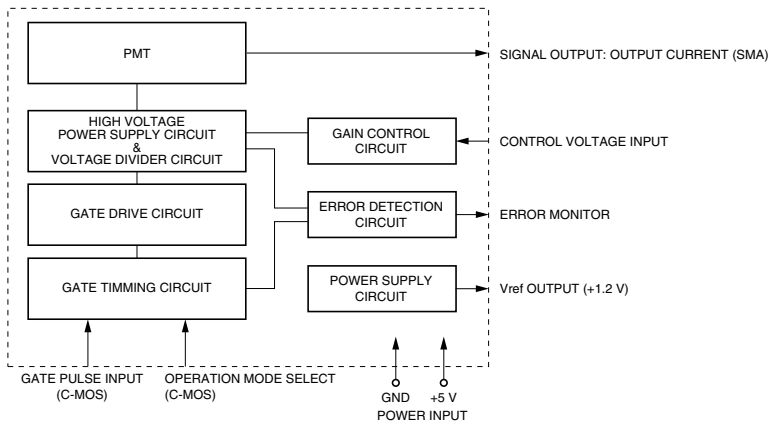 PMT
SIGNAL OUTPUT: OUTPUT CURRENT (SMA)
HIGH VOLTAGE
POWER SUPPLY CIRCUIT
&
VOLTAGE DIVIDER CIRCUIT
GAIN CONTROL
CIRCUIT
CONTROL VOLTAGE INPUT
GATE DRIVE CIRCUIT
ERROR DETECTION
CIRCUIT
ERROR MONITOR
GATE TIMMING CIRCUIT
POWER SUPPLY
CIRCUIT
Vref OUTPUT (+1.2 V)
GATE PULSE INPUT
(C-MOS)
OPERATION MODE SELECT
(C-MOS)
GND
+5 V
POWER INPUT